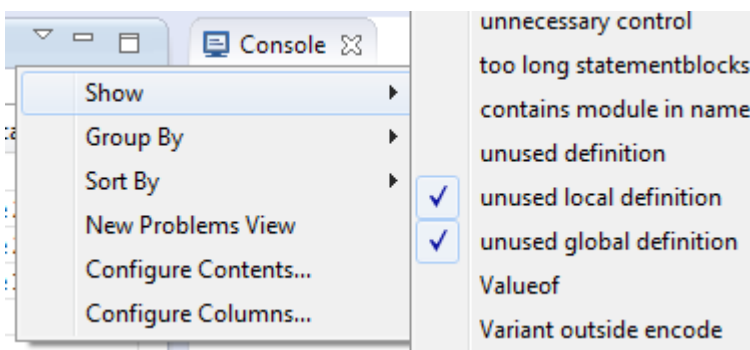 Console
Show
Group By
Sort By
New Problems View
Configure Contents...
Configure Columns...
unnecessary control
too long statementblocks
contains module in name
unused definition
unused local definition
unused global definition
Valueof
Variant outside encode